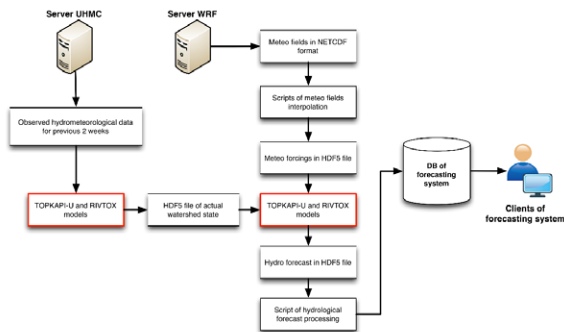 Server UHMC
Server WRF
Meteo fields in NETCDF
format
Scripts of meteo fields
interpolation
Observed hydrometeorological data
for previous 2 weeks
Meteo forcings in HDF5 file
DB of
forecasting
system
Clients of
forecasting system
TOPKAPI-U and RIVTOX
models
HDF5 file of actual
watershed state
TOPKAPI-U and RIVTOX
models
Hydro forecast in HDF5 file
Script of hydrological
forecast processing